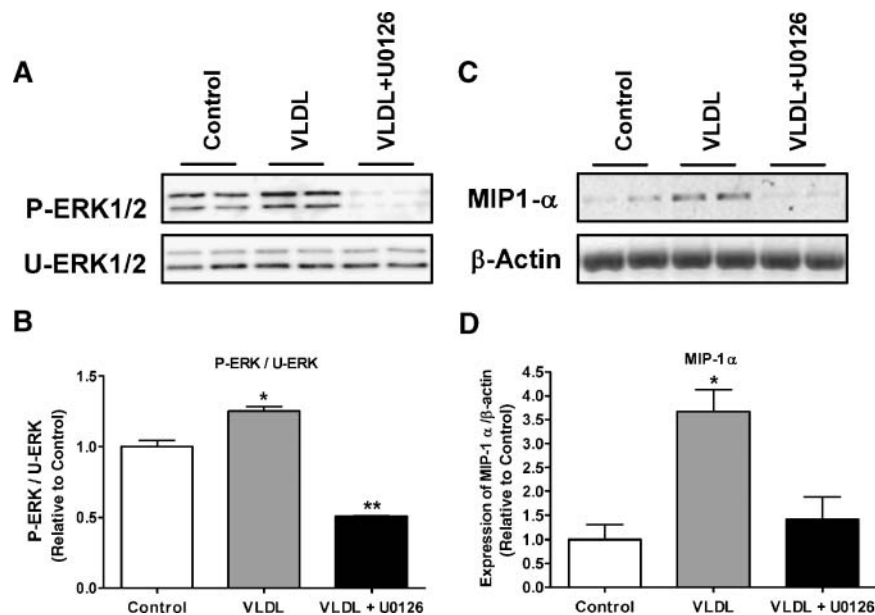 A
Control
VLDL
VLDL+U0126
P-ERK1/2
U-ERK1/2
B
P-ERK / U-ERK
P-ERK / U-ERK
(Relative to Control)
1.5
1.0
0.5
0.0
*
**
Control
VLDL
VLDL + U0126
C
Control
VLDL
VLDL+U0126
MIP1-α
β-Actin
D
MIP-1 α
Expression of MIP-1 α /β-actin
(Relative to Control)
4.5
4.0
3.5
3.0
2.5
2.0
1.5
1.0
0.5
0.0
*
Control
VLDL
VLDL + U0126